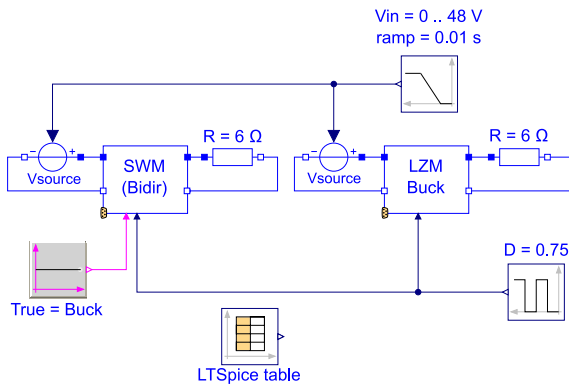 Vin = 0 .. 48 V
ramp = 0.01 s
R = 6 Ω
R = 6 Ω
− +
− +
SWM
(Bidir)
LZM
Buck
Vsource
Vsource
D = 0.75
True = Buck
LTSpice table